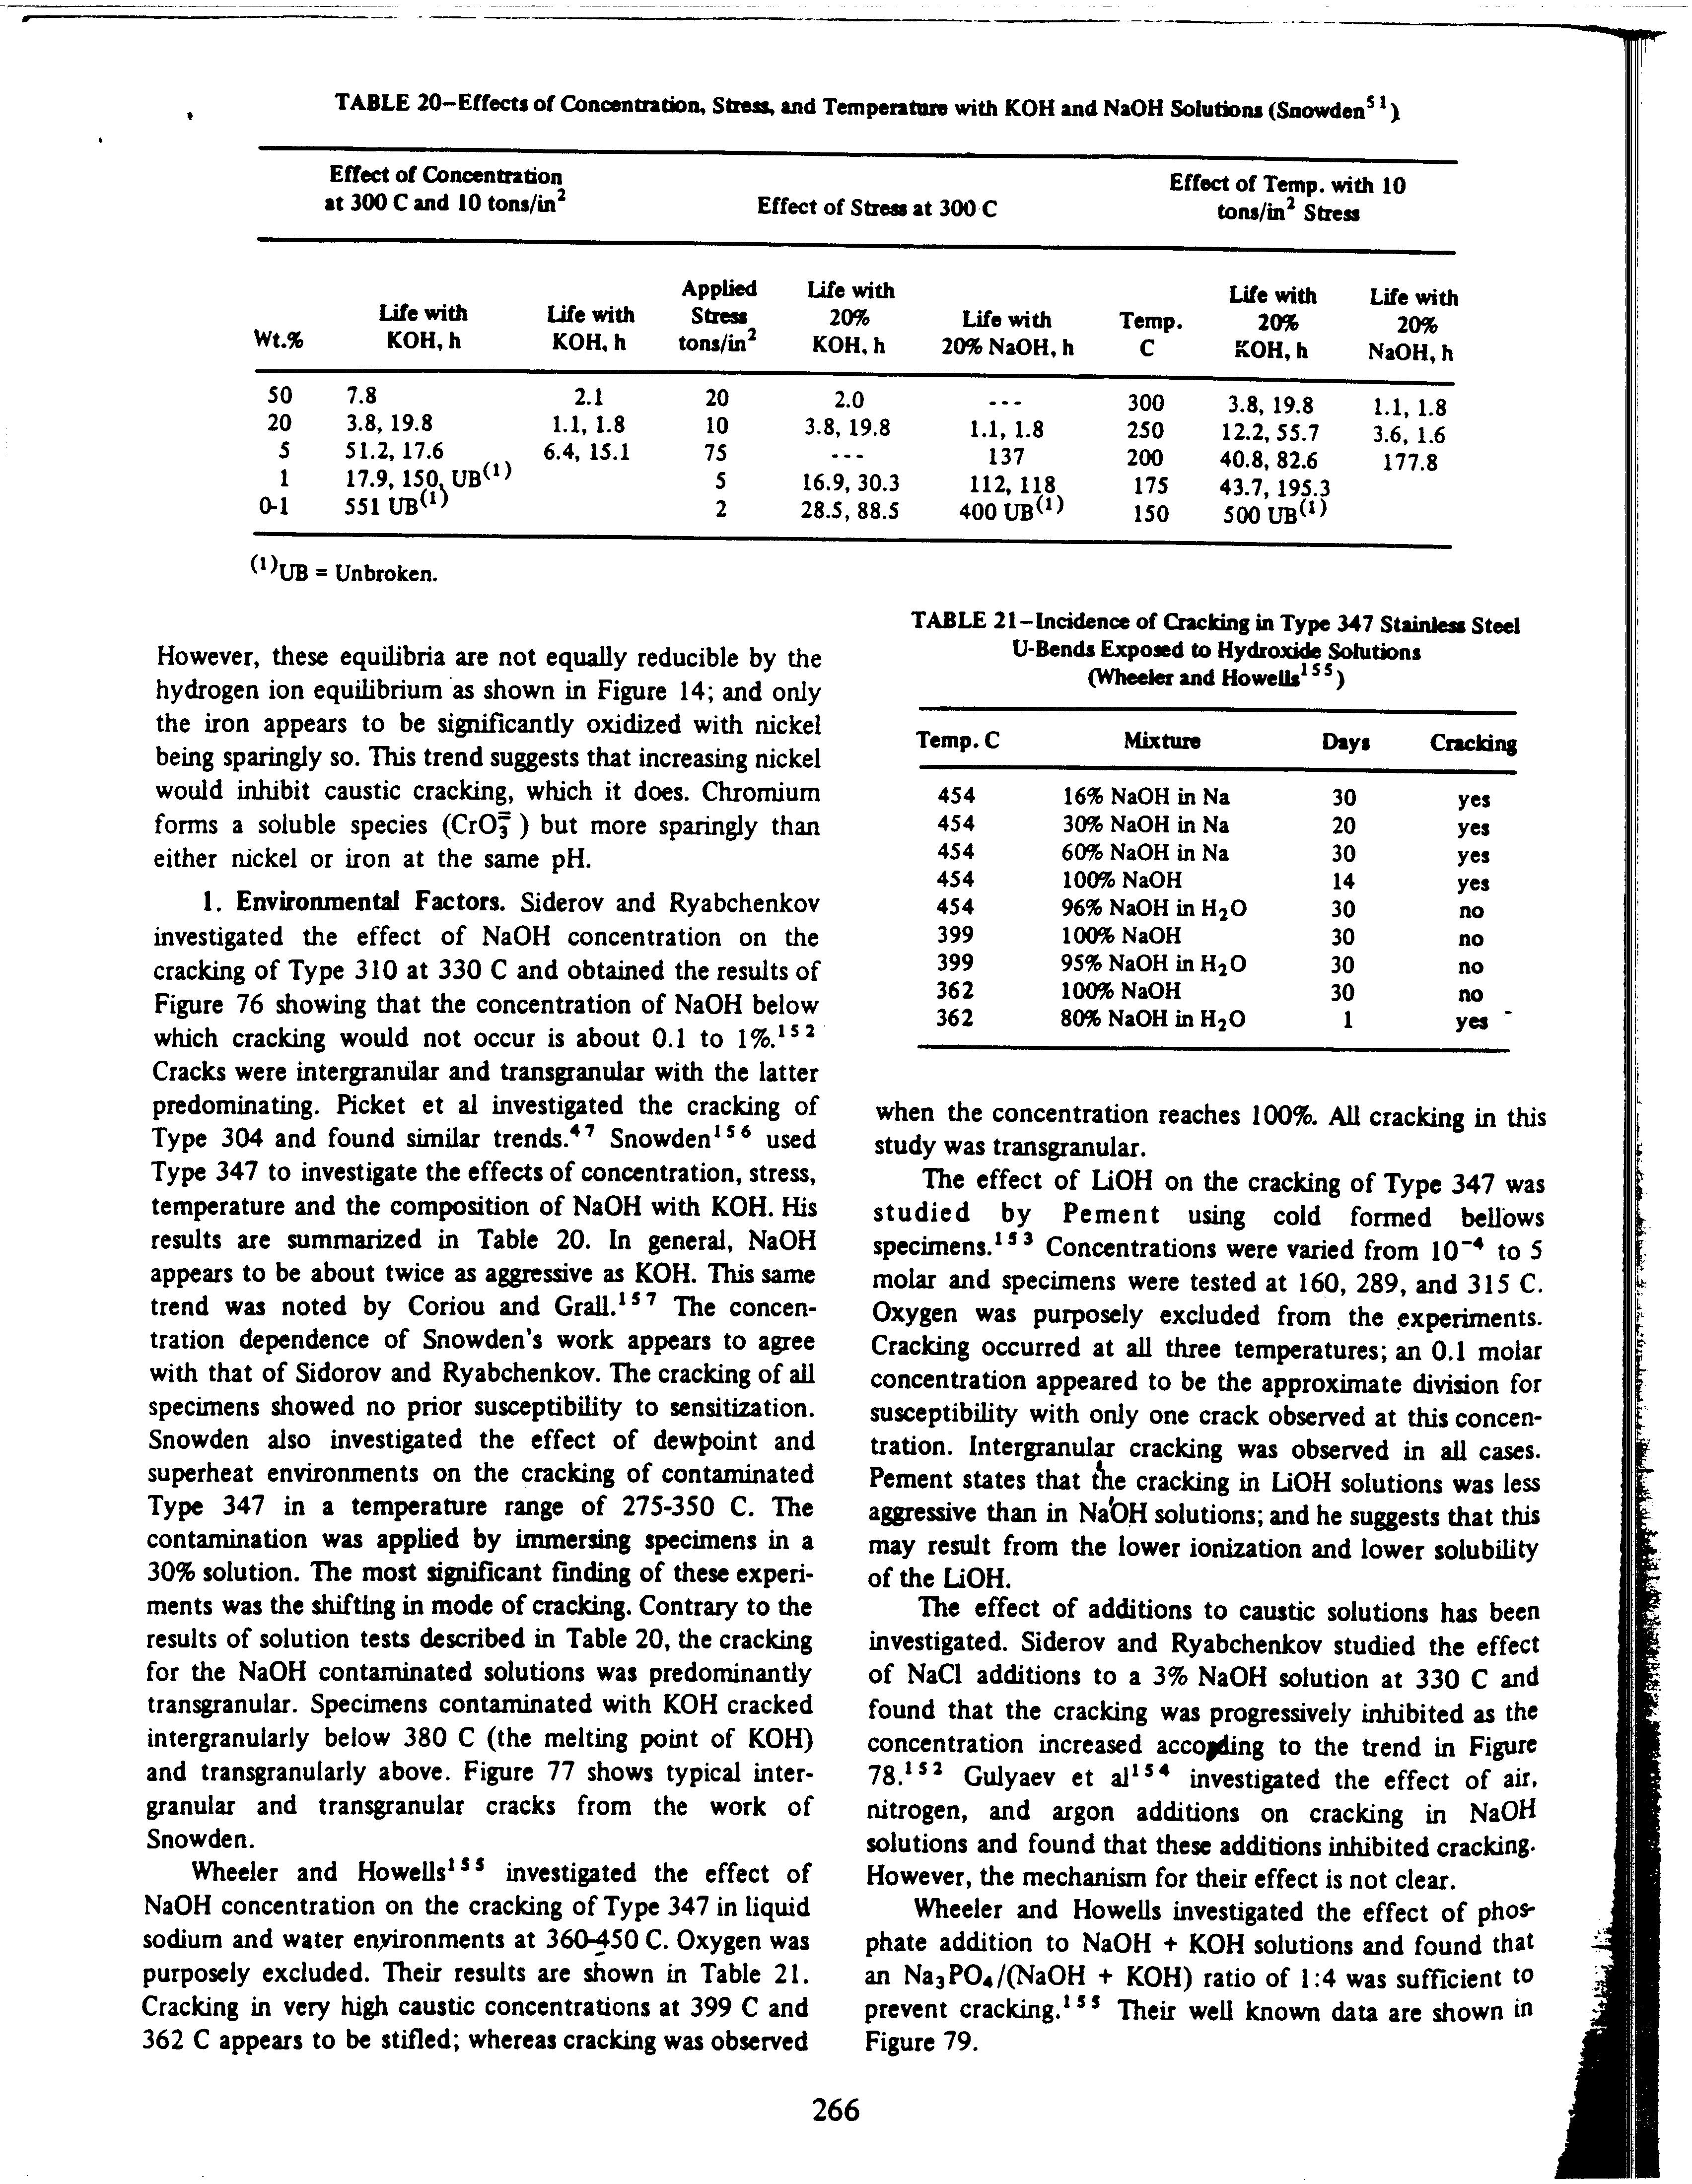 TABLE 20—Effects of Concentration, Stress, and Temperature with KOH and NaOH Solutions (Snowden⁵¹)
Effect of Concentration
at 300 C and 10 tons/in²
Effect of Stress at 300 C
Effect of Temp. with 10
tons/in² Stress
Wt.% Life with KOH, h Life with KOH, h Applied Stress tons/in² Life with 20% KOH, h Life with 20% NaOH, h Temp. C Life with 20% KOH, h Life with 20% NaOH, h
50 7.8 2.1 20 2.0 --- 300 3.8, 19.8 1.1, 1.8
20 3.8, 19.8 1.1, 1.8 10 3.8, 19.8 1.1, 1.8 250 12.2, 55.7 3.6, 1.6
5 51.2, 17.6 6.4, 15.1 75 --- 137 200 40.8, 82.6 177.8
1 17.9, 150, UB⁽¹⁾ 5 16.9, 30.3 112, 118 175 43.7, 195.3
0-1 551 UB⁽¹⁾ 2 28.5, 88.5 400 UB⁽¹⁾ 150 500 UB⁽¹⁾
⁽¹⁾UB = Unbroken.
However, these equilibria are not equally reducible by the
hydrogen ion equilibrium as shown in Figure 14; and only
the iron appears to be significantly oxidized with nickel
being sparingly so. This trend suggests that increasing nickel
would inhibit caustic cracking, which it does. Chromium
forms a soluble species (CrO₃⁼) but more sparingly than
either nickel or iron at the same pH.
1. Environmental Factors. Siderov and Ryabchenkov
investigated the effect of NaOH concentration on the
cracking of Type 310 at 330 C and obtained the results of
Figure 76 showing that the concentration of NaOH below
which cracking would not occur is about 0.1 to 1%.¹⁵²
Cracks were intergranular and transgranular with the latter
predominating. Picket et al investigated the cracking of
Type 304 and found similar trends.⁴⁷ Snowden¹⁵⁶ used
Type 347 to investigate the effects of concentration, stress,
temperature and the composition of NaOH with KOH. His
results are summarized in Table 20. In general, NaOH
appears to be about twice as aggressive as KOH. This same
trend was noted by Coriou and Grall.¹⁵⁷ The concen-
tration dependence of Snowden's work appears to agree
with that of Sidorov and Ryabchenkov. The cracking of all
specimens showed no prior susceptibility to sensitization.
Snowden also investigated the effect of dewpoint and
superheat environments on the cracking of contaminated
Type 347 in a temperature range of 275-350 C. The
contamination was applied by immersing specimens in a
30% solution. The most significant finding of these experi-
ments was the shifting in mode of cracking. Contrary to the
results of solution tests described in Table 20, the cracking
for the NaOH contaminated solutions was predominantly
transgranular. Specimens contaminated with KOH cracked
intergranularly below 380 C (the melting point of KOH)
and transgranularly above. Figure 77 shows typical inter-
granular and transgranular cracks from the work of
Snowden.
Wheeler and Howells¹⁵⁵ investigated the effect of
NaOH concentration on the cracking of Type 347 in liquid
sodium and water environments at 360-450 C. Oxygen was
purposely excluded. Their results are shown in Table 21.
Cracking in very high caustic concentrations at 399 C and
362 C appears to be stifled; whereas cracking was observed
TABLE 21—Incidence of Cracking in Type 347 Stainless Steel
U-Bends Exposed to Hydroxide Solutions
(Wheeler and Howells¹⁵⁵)
Temp. C Mixture Days Cracking
454 16% NaOH in Na 30 yes
454 30% NaOH in Na 20 yes
454 60% NaOH in Na 30 yes
454 100% NaOH 14 yes
454 96% NaOH in H₂O 30 no
399 100% NaOH 30 no
399 95% NaOH in H₂O 30 no
362 100% NaOH 30 no
362 80% NaOH in H₂O 1 yes
when the concentration reaches 100%. All cracking in this
study was transgranular.
The effect of LiOH on the cracking of Type 347 was
studied by Pement using cold formed bellows
specimens.¹⁵³ Concentrations were varied from 10⁻⁴ to 5
molar and specimens were tested at 160, 289, and 315 C.
Oxygen was purposely excluded from the experiments.
Cracking occurred at all three temperatures; an 0.1 molar
concentration appeared to be the approximate division for
susceptibility with only one crack observed at this concen-
tration. Intergranular cracking was observed in all cases.
Pement states that the cracking in LiOH solutions was less
aggressive than in NaOH solutions; and he suggests that this
may result from the lower ionization and lower solubility
of the LiOH.
The effect of additions to caustic solutions has been
investigated. Siderov and Ryabchenkov studied the effect
of NaCl additions to a 3% NaOH solution at 330 C and
found that the cracking was progressively inhibited as the
concentration increased according to the trend in Figure
78.¹⁵² Gulyaev et al¹⁵⁴ investigated the effect of air,
nitrogen, and argon additions on cracking in NaOH
solutions and found that these additions inhibited cracking.
However, the mechanism for their effect is not clear.
Wheeler and Howells investigated the effect of phos-
phate addition to NaOH + KOH solutions and found that
an Na₃PO₄/(NaOH + KOH) ratio of 1:4 was sufficient to
prevent cracking.¹⁵⁵ Their well known data are shown in
Figure 79.
266